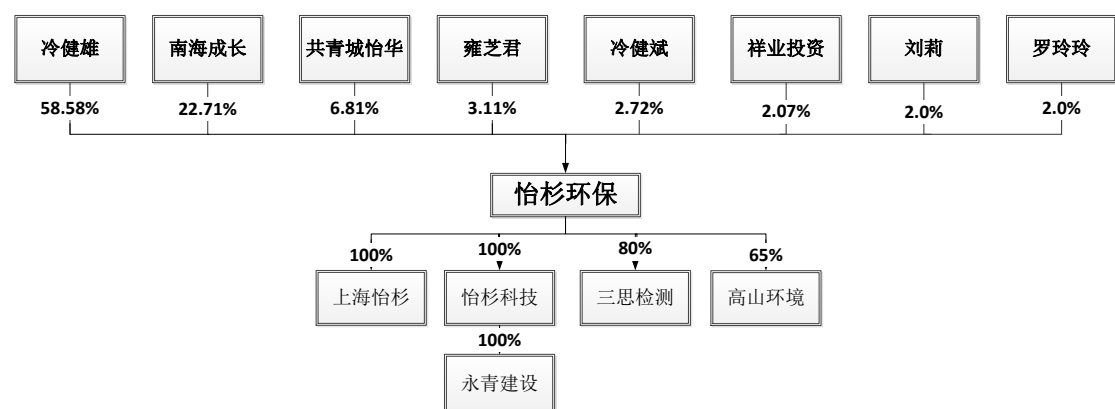 冷健雄 南海成长 共青城怡华 雍芝君 冷健斌 祥业投资 刘莉 罗玲玲
58.58% 22.71% 6.81% 3.11% 2.72% 2.07% 2.0% 2.0%
怡杉环保
100% 100% 80% 65%
上海怡杉 怡杉科技 三思检测 高山环境
100%
永青建设